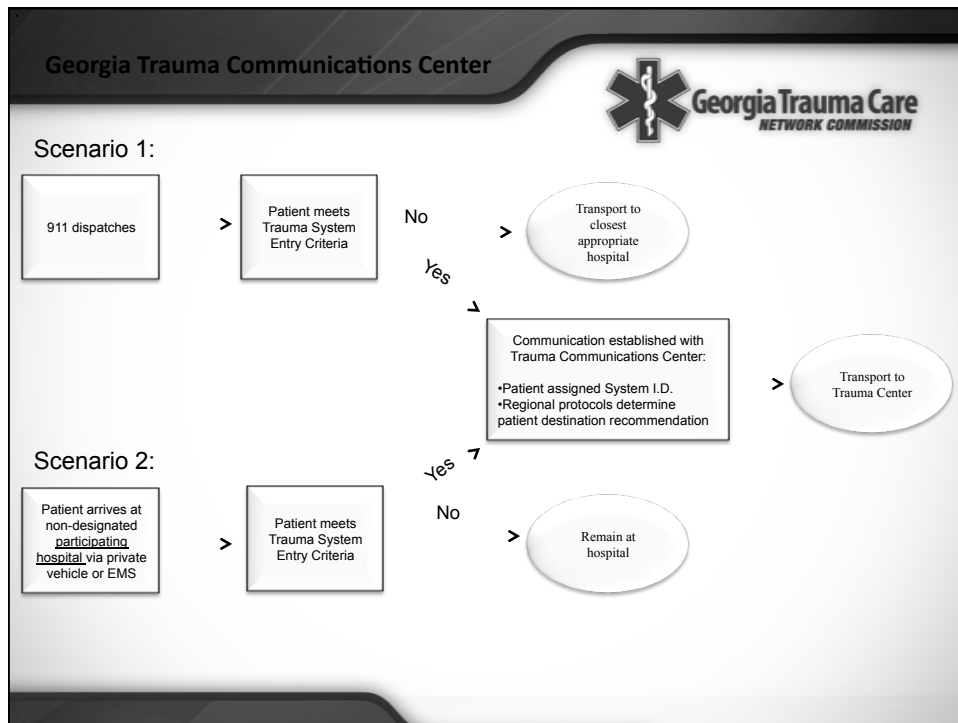 Georgia Trauma Communications Center
Georgia Trauma Care
NETWORK COMMISSION
Scenario 1:
911 dispatches
>
Patient meets
Trauma System
Entry Criteria
No
>
Transport to
closest
appropriate
hospital
Yes
>
Communication established with
Trauma Communications Center:
•Patient assigned System I.D.
•Regional protocols determine
patient destination recommendation
>
Transport to
Trauma Center
Scenario 2:
Patient arrives at
non-designated
participating
hospital via private
vehicle or EMS
>
Patient meets
Trauma System
Entry Criteria
Yes
>
No
>
Remain at
hospital